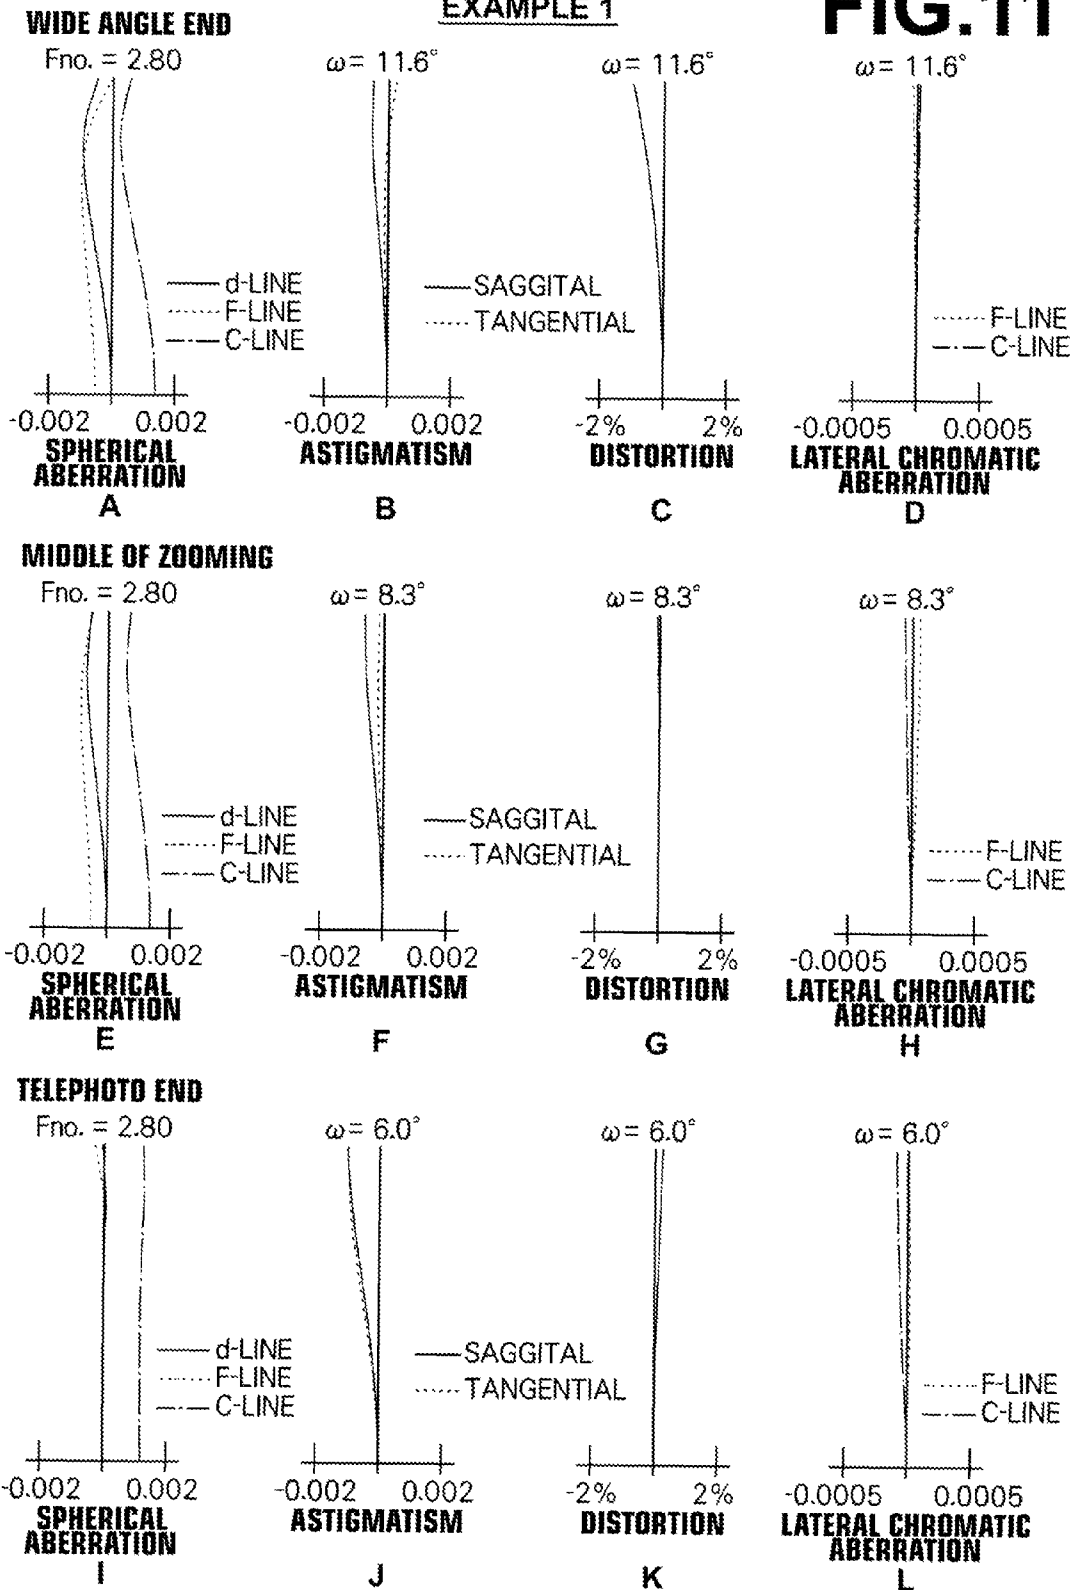 EXAMPLE 1
FIG.11
WIDE ANGLE END
Fno. = 2.80
ω= 11.6°
ω= 11.6°
ω= 11.6°
d-LINE
F-LINE
C-LINE
SAGGITAL
TANGENTIAL
F-LINE
C-LINE
-0.002 0.002
-0.002 0.002
-2% 2%
-0.0005 0.0005
SPHERICAL
ABERRATION
ASTIGMATISM
DISTORTION
LATERAL CHROMATIC
ABERRATION
A
B
C
D
MIDDLE OF ZOOMING
Fno. = 2.80
ω= 8.3°
ω= 8.3°
ω= 8.3°
d-LINE
F-LINE
C-LINE
SAGGITAL
TANGENTIAL
F-LINE
C-LINE
-0.002 0.002
-0.002 0.002
-2% 2%
-0.0005 0.0005
SPHERICAL
ABERRATION
ASTIGMATISM
DISTORTION
LATERAL CHROMATIC
ABERRATION
E
F
G
H
TELEPHOTO END
Fno. = 2.80
ω= 6.0°
ω= 6.0°
ω= 6.0°
d-LINE
F-LINE
C-LINE
SAGGITAL
TANGENTIAL
F-LINE
C-LINE
-0.002 0.002
-0.002 0.002
-2% 2%
-0.0005 0.0005
SPHERICAL
ABERRATION
ASTIGMATISM
DISTORTION
LATERAL CHROMATIC
ABERRATION
I
J
K
L